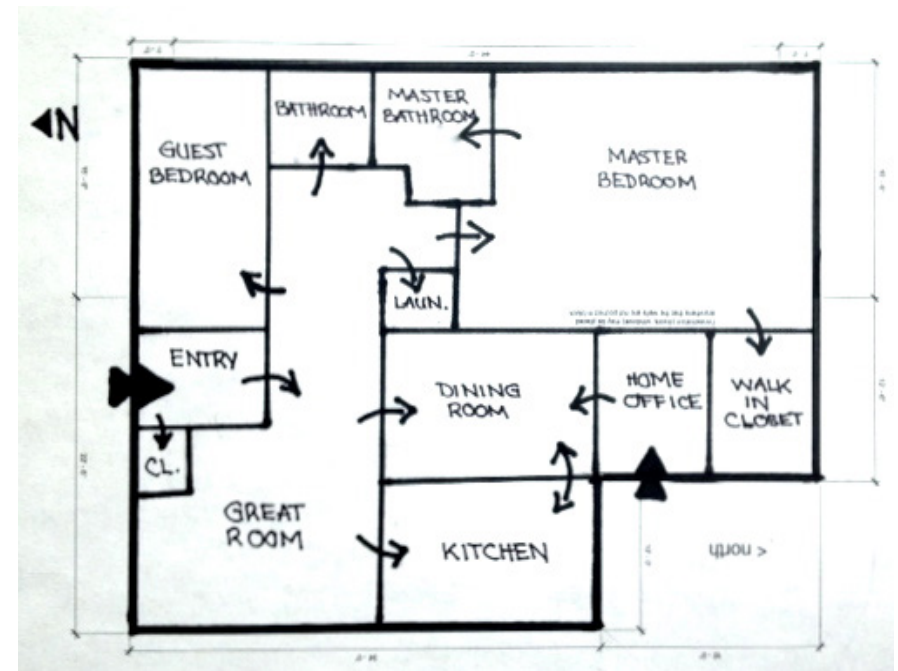 N
GUEST
BEDROOM
BATHROOM
MASTER
BATHROOM
MASTER
BEDROOM
LAUN.
ENTRY
CL.
DINING
ROOM
HOME
OFFICE
WALK
IN
CLOSET
GREAT
ROOM
KITCHEN
< north